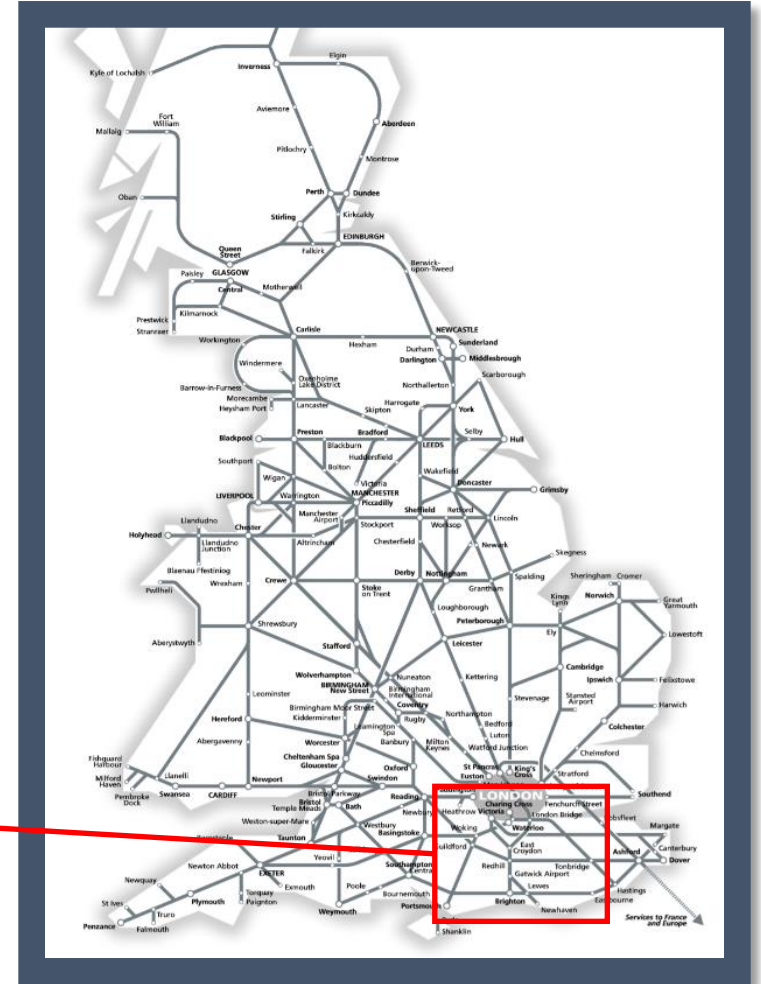 Elgin
Inverness
Kyle of Lochalsh
Aviemore
Fort
William
Aberdeen
Mallaig
Pitlochry
Montrose
Perth
Dundee
Oban
Kirkcaldy
Stirling
EDINBURGH
Queen
Street
Falkirk
Berwick-
upon-Tweed
Paisley
GLASGOW
Central
Motherwell
Prestwick
Kilmarnock
Stranraer
Carlisle
NEWCASTLE
Workington
Hexham
Durham
Sunderland
Darlington
Middlesbrough
Windermere
Scarborough
Oxenholme
Lake District
Northallerton
Barrow-in-Furness
Morecambe
Heysham Port
Lancaster
Harrogate
York
Skipton
Blackpool
Preston
Bradford
LEEDS
Selby
Hull
Blackburn
Huddersfield
Southport
Bolton
Wakefield
Wigan
Victoria
MANCHESTER
Piccadilly
Doncaster
Grimsby
LIVERPOOL
Warrington
Manchester
Airport
Sheffield
Retford
Llandudno
Stockport
Worksop
Lincoln
Holyhead
Chester
Llandudno
Junction
Altrincham
Chesterfield
Newark
Skegness
Blaenau Ffestiniog
Derby
Nottingham
Spalding
Sheringham
Cromer
Pwllheli
Wrexham
Crewe
Stoke
on Trent
Grantham
Kings
Lynn
Norwich
Great
Yarmouth
Loughborough
Shrewsbury
Peterborough
Ely
Lowestoft
Aberystwyth
Stafford
Leicester
Cambridge
Wolverhampton
Nuneaton
Kettering
Ipswich
Felixstowe
BIRMINGHAM
New Street
Birmingham
International
Leominster
Stevenage
Stansted
Airport
Birmingham Moor Street
Coventry
Harwich
Hereford
Kidderminster
Rugby
Northampton
Leamington
Spa
Bedford
Colchester
Abergavenny
Worcester
Banbury
Milton
Keynes
Luton
Watford Junction
Chelmsford
Fishguard
Harbour
Cheltenham Spa
Gloucester
Oxford
St Pancras
King's
Cross
Euston
Stratford
Milford
Haven
Llanelli
Newport
Swindon
Pembroke
Dock
Swansea
CARDIFF
Bristol Parkway
Reading
LONDON
Southend
Bristol
Temple Meads
Bath
Charing Cross
Fenchurch Street
Newbury
Heathrow
Victoria
London Bridge
Weston-super-Mare
Westbury
Woking
Waterloo
Margate
Taunton
Basingstoke
Guildford
East
Croydon
Canterbury
Newton Abbot
Yeovil
Southampton
Central
Redhill
Tonbridge
Ashford
Dover
EXETER
Gatwick Airport
Newquay
Exmouth
Poole
Lewes
Hastings
St Ives
Plymouth
Torquay
Paignton
Bournemouth
Portsmouth
Brighton
Eastbourne
Truro
Weymouth
Newhaven
Penzance
Falmouth
Services to France
and Europe
Shanklin